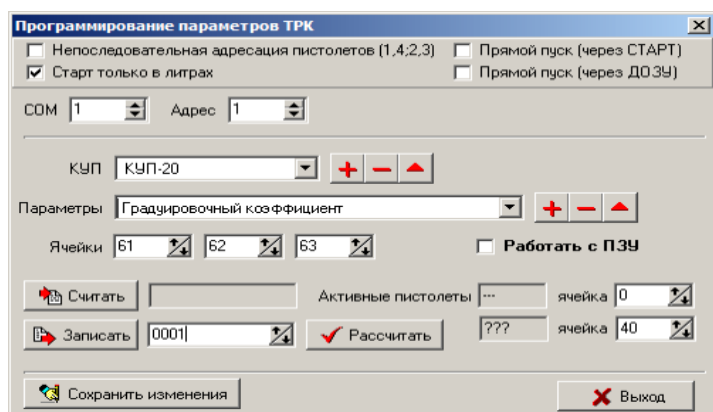 Программирование параметров ТРК
Непоследовательная адресация пистолетов (1,4;2,3) Прямой пуск (через СТАРТ)
Старт только в литрах Прямой пуск (через ДОЗУ)
COM 1 Адрес 1
КУП КУП-20
Параметры Градуировочный коэффициент
Ячейки 61 62 63 Работать с ПЗУ
Считать Активные пистолеты --- ячейка 0
Записать 0001 Рассчитать ??? ячейка 40
Сохранить изменения Выход